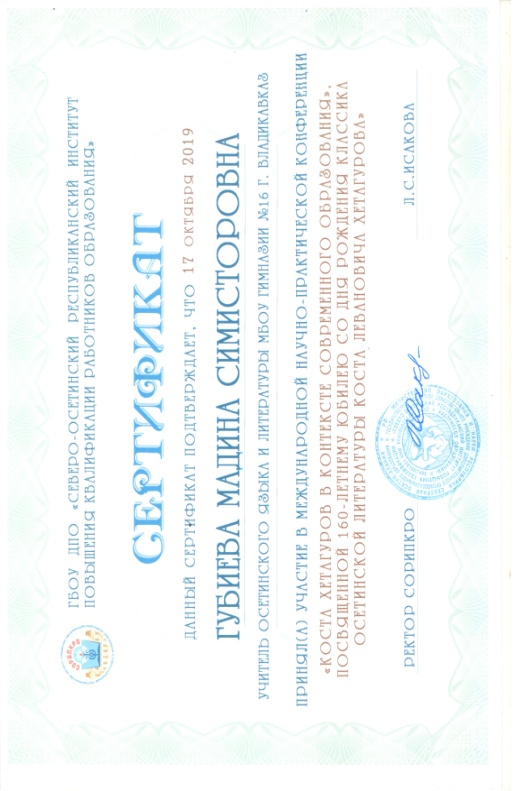 ГБОУ ДПО «СЕВЕРО-ОСЕТИНСКИЙ РЕСПУБЛИКАНСКИЙ ИНСТИТУТ
ПОВЫШЕНИЯ КВАЛИФИКАЦИИ РАБОТНИКОВ ОБРАЗОВАНИЯ»
СЕРТИФИКАТ
ДАННЫЙ СЕРТИФИКАТ ПОДТВЕРЖДАЕТ, ЧТО 17 ОКТЯБРЯ 2019
ГУБИЕВА МАДИНА СИМИСТОРОВНА
УЧИТЕЛЬ ОСЕТИНСКОГО ЯЗЫКА И ЛИТЕРАТУРЫ МБОУ ГИМНАЗИИ №16 Г. ВЛАДИКАВКАЗ
ПРИНЯЛ(А) УЧАСТИЕ В МЕЖДУНАРОДНОЙ НАУЧНО-ПРАКТИЧЕСКОЙ КОНФЕРЕНЦИИ
«КОСТА ХЕТАГУРОВ В КОНТЕКСТЕ СОВРЕМЕННОГО ОБРАЗОВАНИЯ»,
ПОСВЯЩЕННОЙ 160-ЛЕТНЕМУ ЮБИЛЕЮ СО ДНЯ РОЖДЕНИЯ КЛАССИКА
ОСЕТИНСКОЙ ЛИТЕРАТУРЫ КОСТА ЛЕВАНОВИЧА ХЕТАГУРОВА»
РЕКТОР СОРИПКРО Л.С.ИСАКОВА